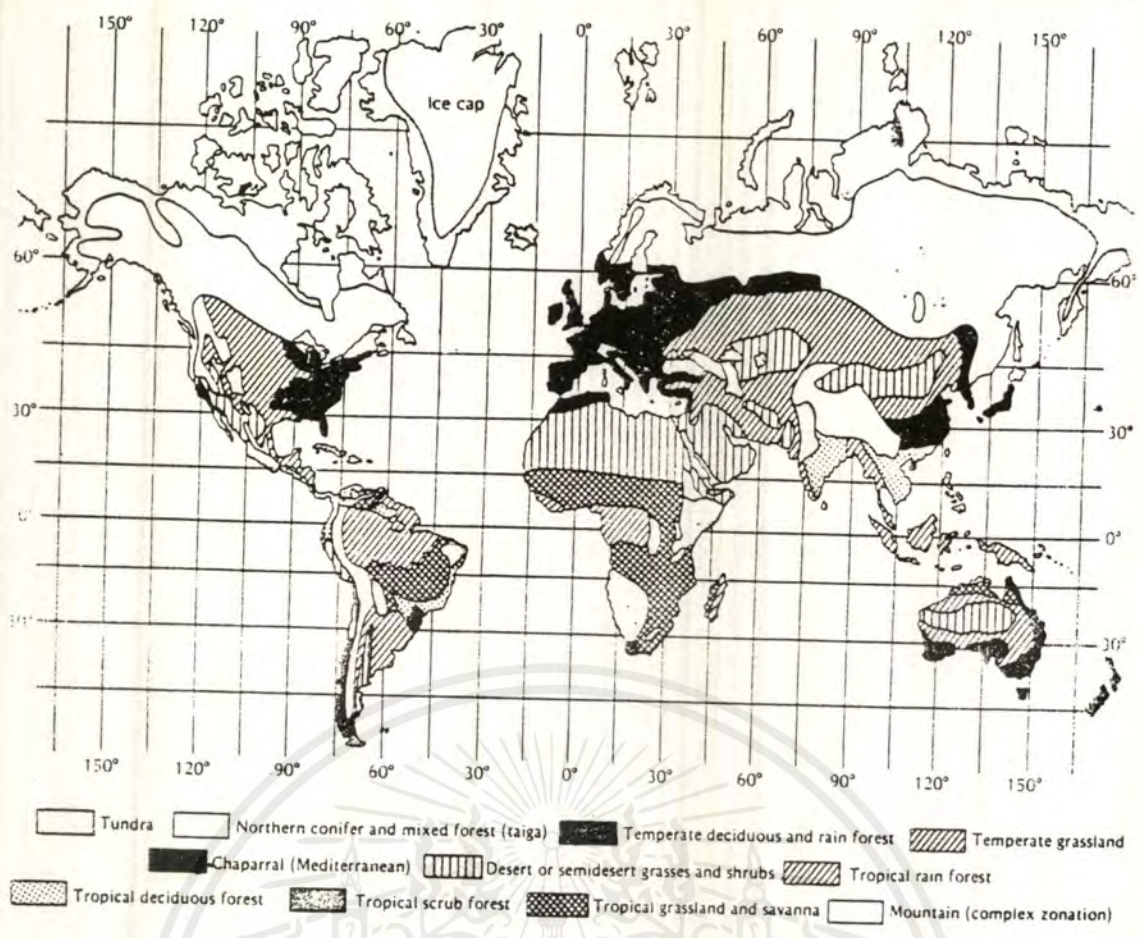 150° 120° 90° 60° 30° 0° 30° 60° 90° 120° 150°
Ice cap
60° 60°
30° 30°
0° 0°
30°
150° 120° 90° 60° 30° 0° 30° 60° 90° 120° 150°
Tundra Northern conifer and mixed forest (taiga) Temperate deciduous and rain forest Temperate grassland
Chaparral (Mediterranean) Desert or semidesert grasses and shrubs Tropical rain forest
Tropical deciduous forest Tropical scrub forest Tropical grassland and savanna Mountain (complex zonation)